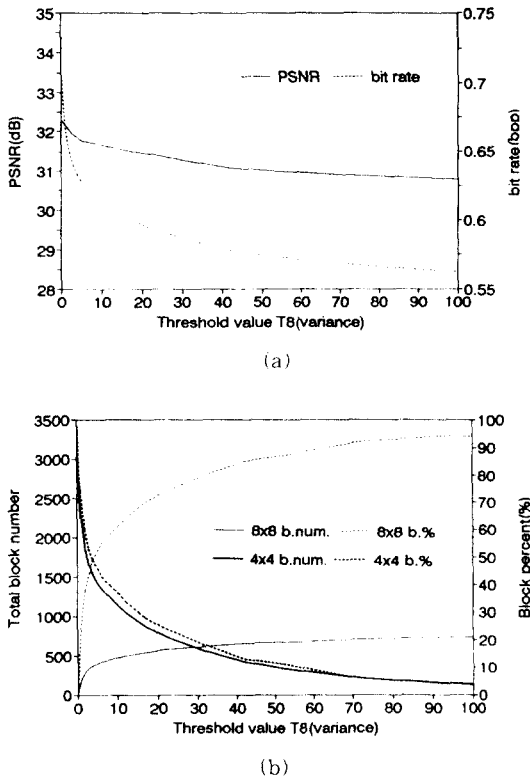 35
34
33
32
31
30
29
28
PSNR(dB)
0.75
0.7
0.65
0.6
0.55
bit rate(bpp)
PSNR
bit rate
0 10 20 30 40 50 60 70 80 90 100
Threshold value T8(variance)
(a)
3500
3000
2500
2000
1500
1000
500
0
Total block number
100
90
80
70
60
50
40
30
20
10
0
Block percent(%)
8x8 b.num.
8x8 b.%
4x4 b.num.
4x4 b.%
0 10 20 30 40 50 60 70 80 90 100
Threshold value T8(variance)
(b)